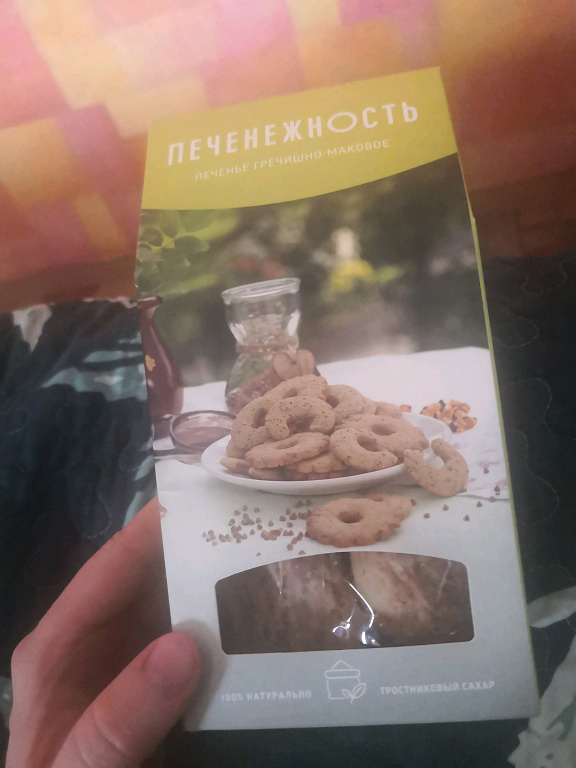 ПЕЧЕНЕЖНОСТЬ
ПЕЧЕНЬЕ ГРЕЧИШНО-МАКОВОЕ
100% НАТУРАЛЬНО
ТРОСТНИКОВЫЙ САХАР